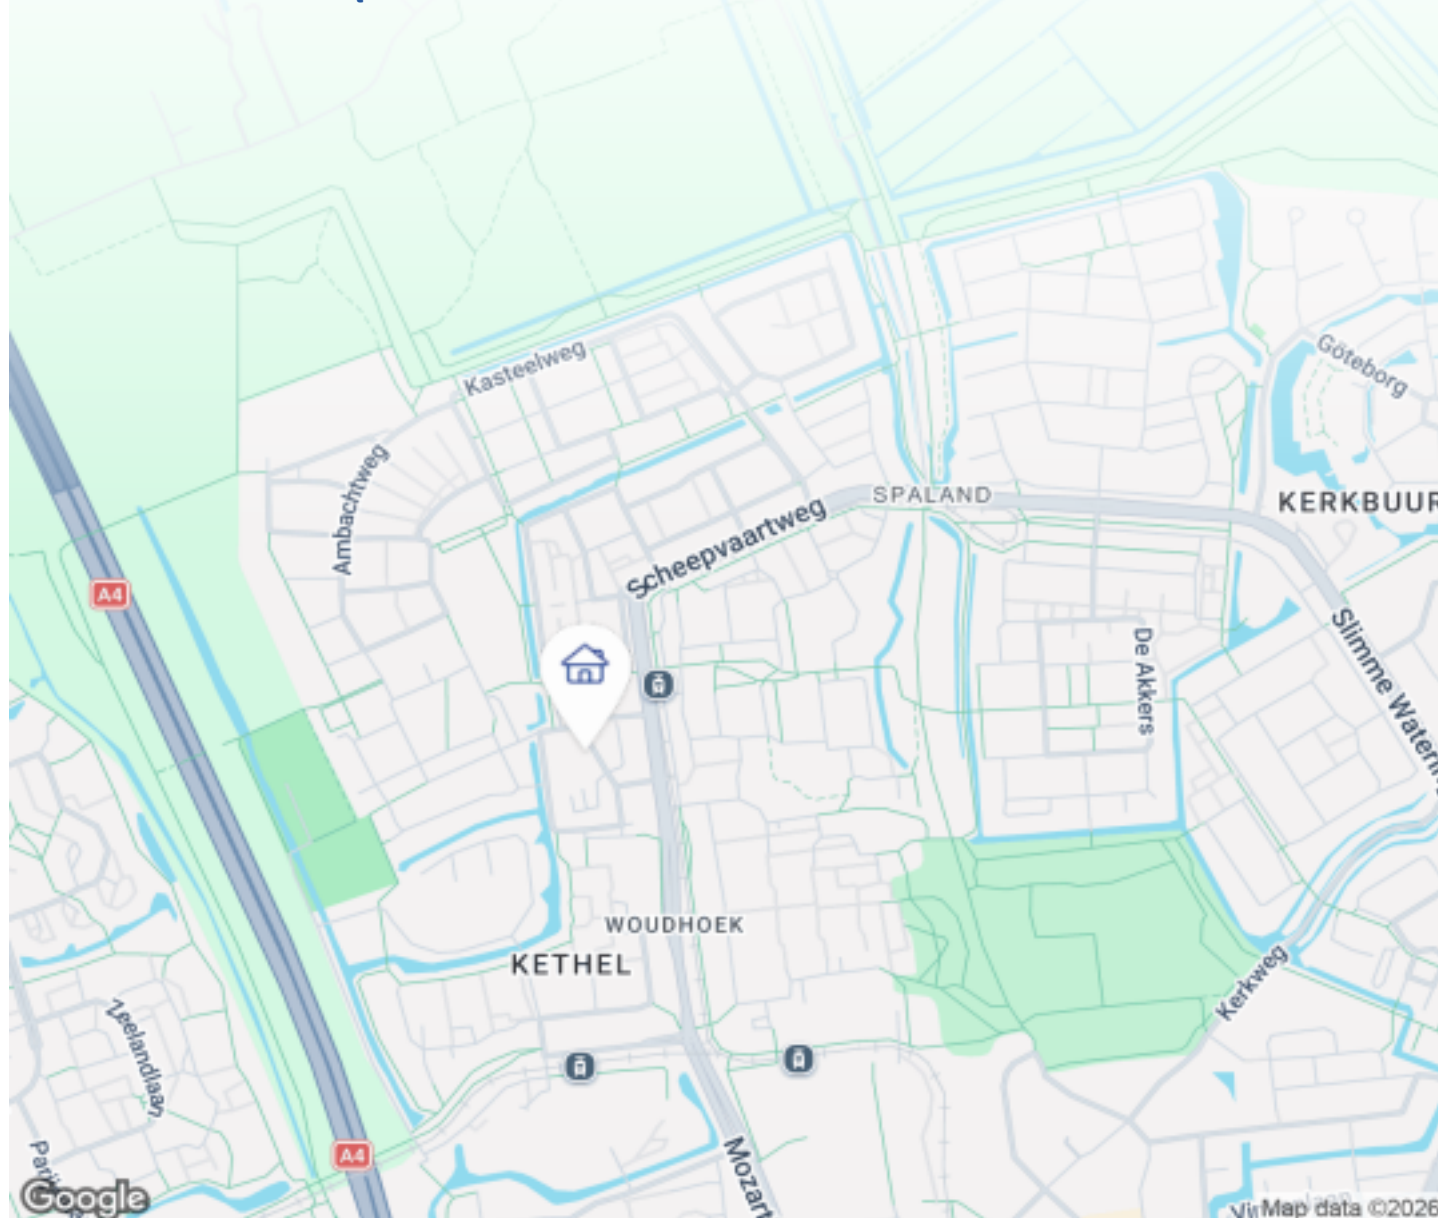 Kasteelweg
Göteborg
Ambachtweg
SPALAND
KERKBUUR
Scheepvaartweg
A4
Slimme Watering
De Akkers
WOUDHOEK
KETHEL
Kerkweg
Zeelandlaan
A4
Mozart
Google
Map data ©2026